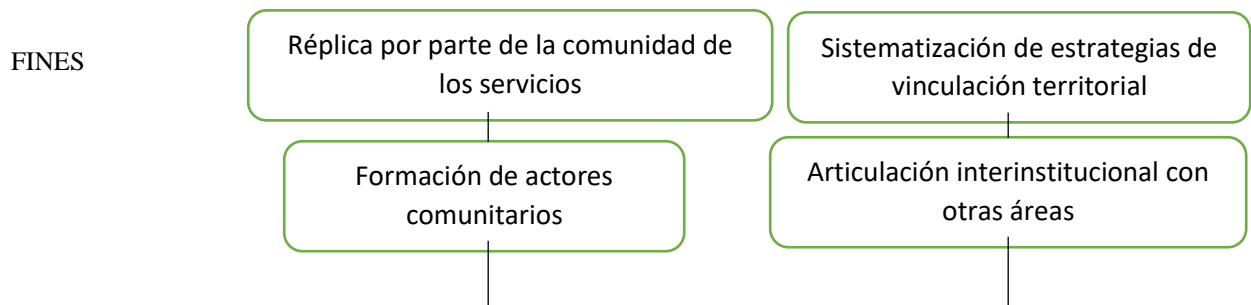 FINES
Réplica por parte de la comunidad de
los servicios
Sistematización de estrategias de
vinculación territorial
Formación de actores
comunitarios
Articulación interinstitucional con
otras áreas